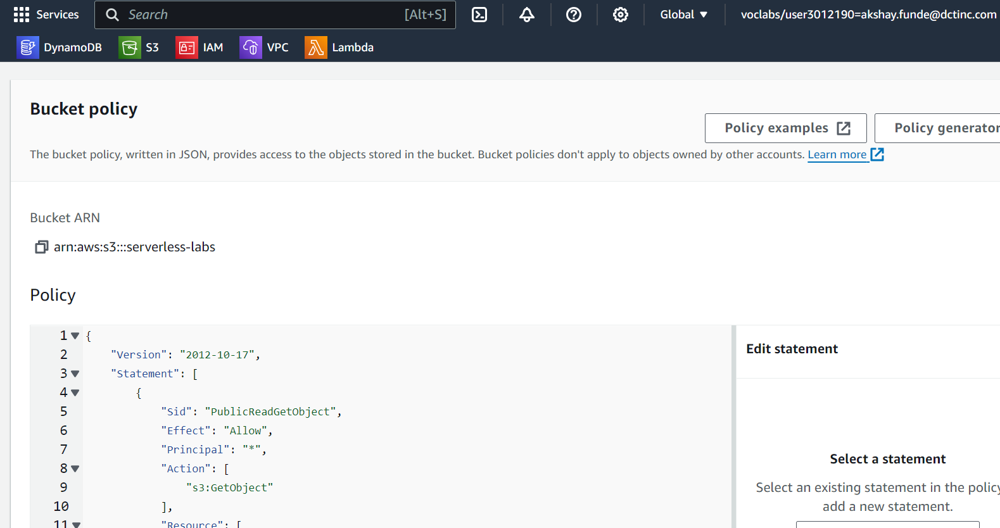 Services Search [Alt+S] Global ▼ voclabs/user3012190=akshay.funde@dctinc.com
DynamoDB S3 IAM VPC Lambda
Bucket policy
Policy examples Policy generator
The bucket policy, written in JSON, provides access to the objects stored in the bucket. Bucket policies don't apply to objects owned by other accounts. Learn more
Bucket ARN
arn:aws:s3:::serverless-labs
Policy
1 {
2 "Version": "2012-10-17",
3 "Statement": [
4 {
5 "Sid": "PublicReadGetObject",
6 "Effect": "Allow",
7 "Principal": "*",
8 "Action": [
9 "s3:GetObject"
10 ],
11 "Resource": [
Edit statement
Select a statement
Select an existing statement in the policy
add a new statement.